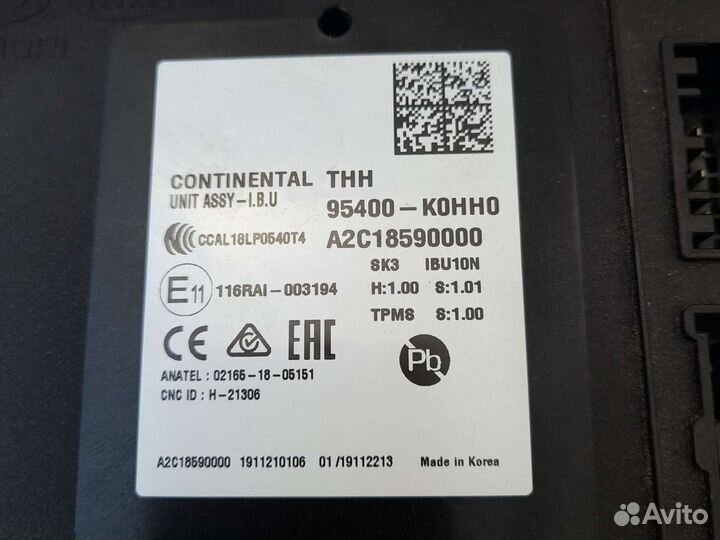 CONTINENTAL THH
UNIT ASSY-I.B.U
95400-K0HH0
CCAL18LP0540T4
A2C18590000
SK3 IBU10N
E11
116RAI-003194
H:1.00 S:1.01
TPMS S:1.00
CE
EAC
Pb
ANATEL : 02165-18-05151
CNC ID : H-21306
A2C18590000 1911210106 01/19112213 Made in Korea
Avito